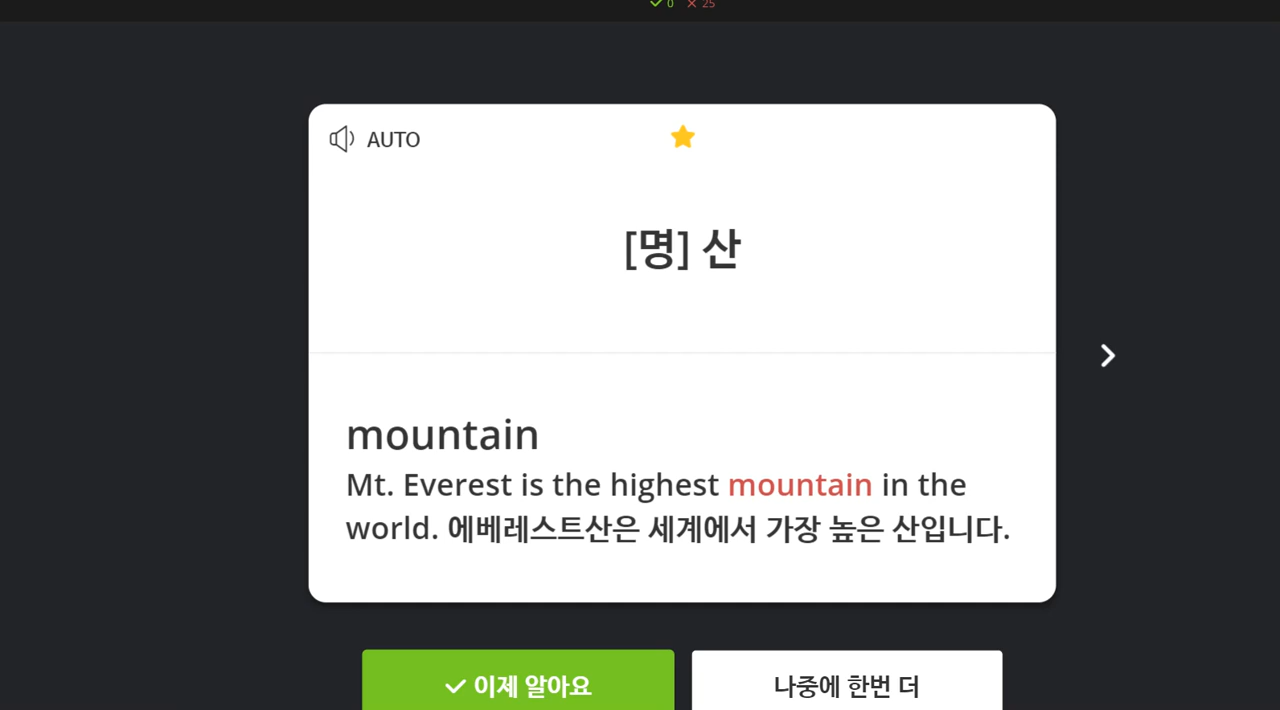 0 25
AUTO
[명] 산
mountain
Mt. Everest is the highest mountain in the
world. 에베레스트산은 세계에서 가장 높은 산입니다.
이제 알아요 나중에 한번 더